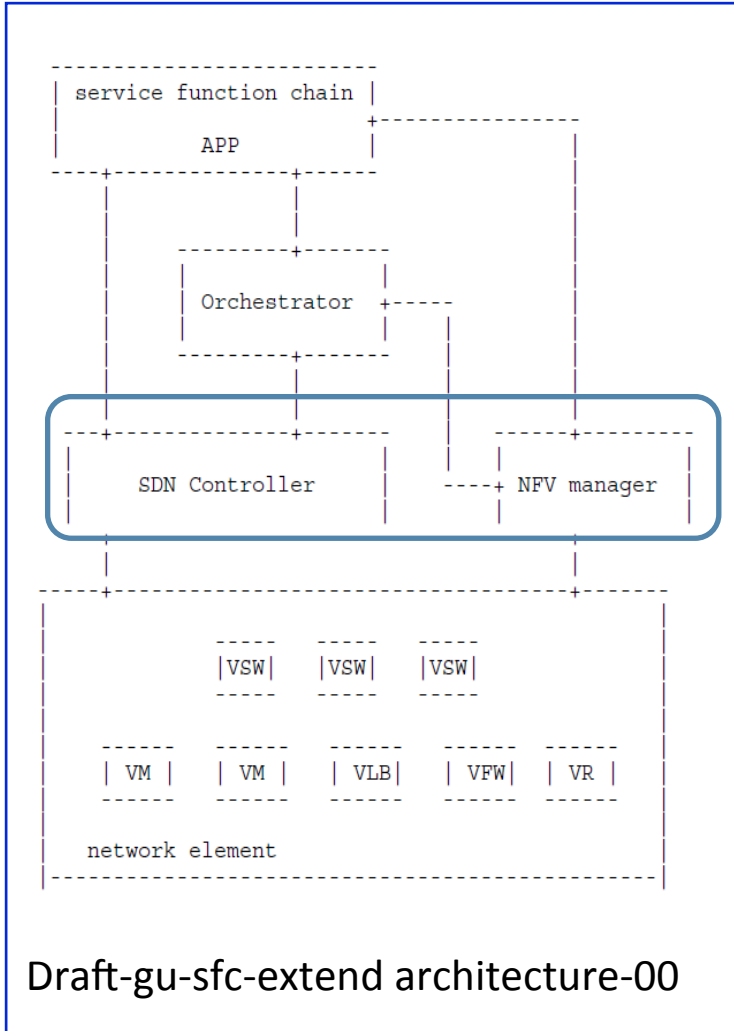 service function chain
APP
Orchestrator
SDN Controller
NFV manager
VSW VSW VSW
VM VM VLB VFW VR
network element
Draft-gu-sfc-extend architecture-00